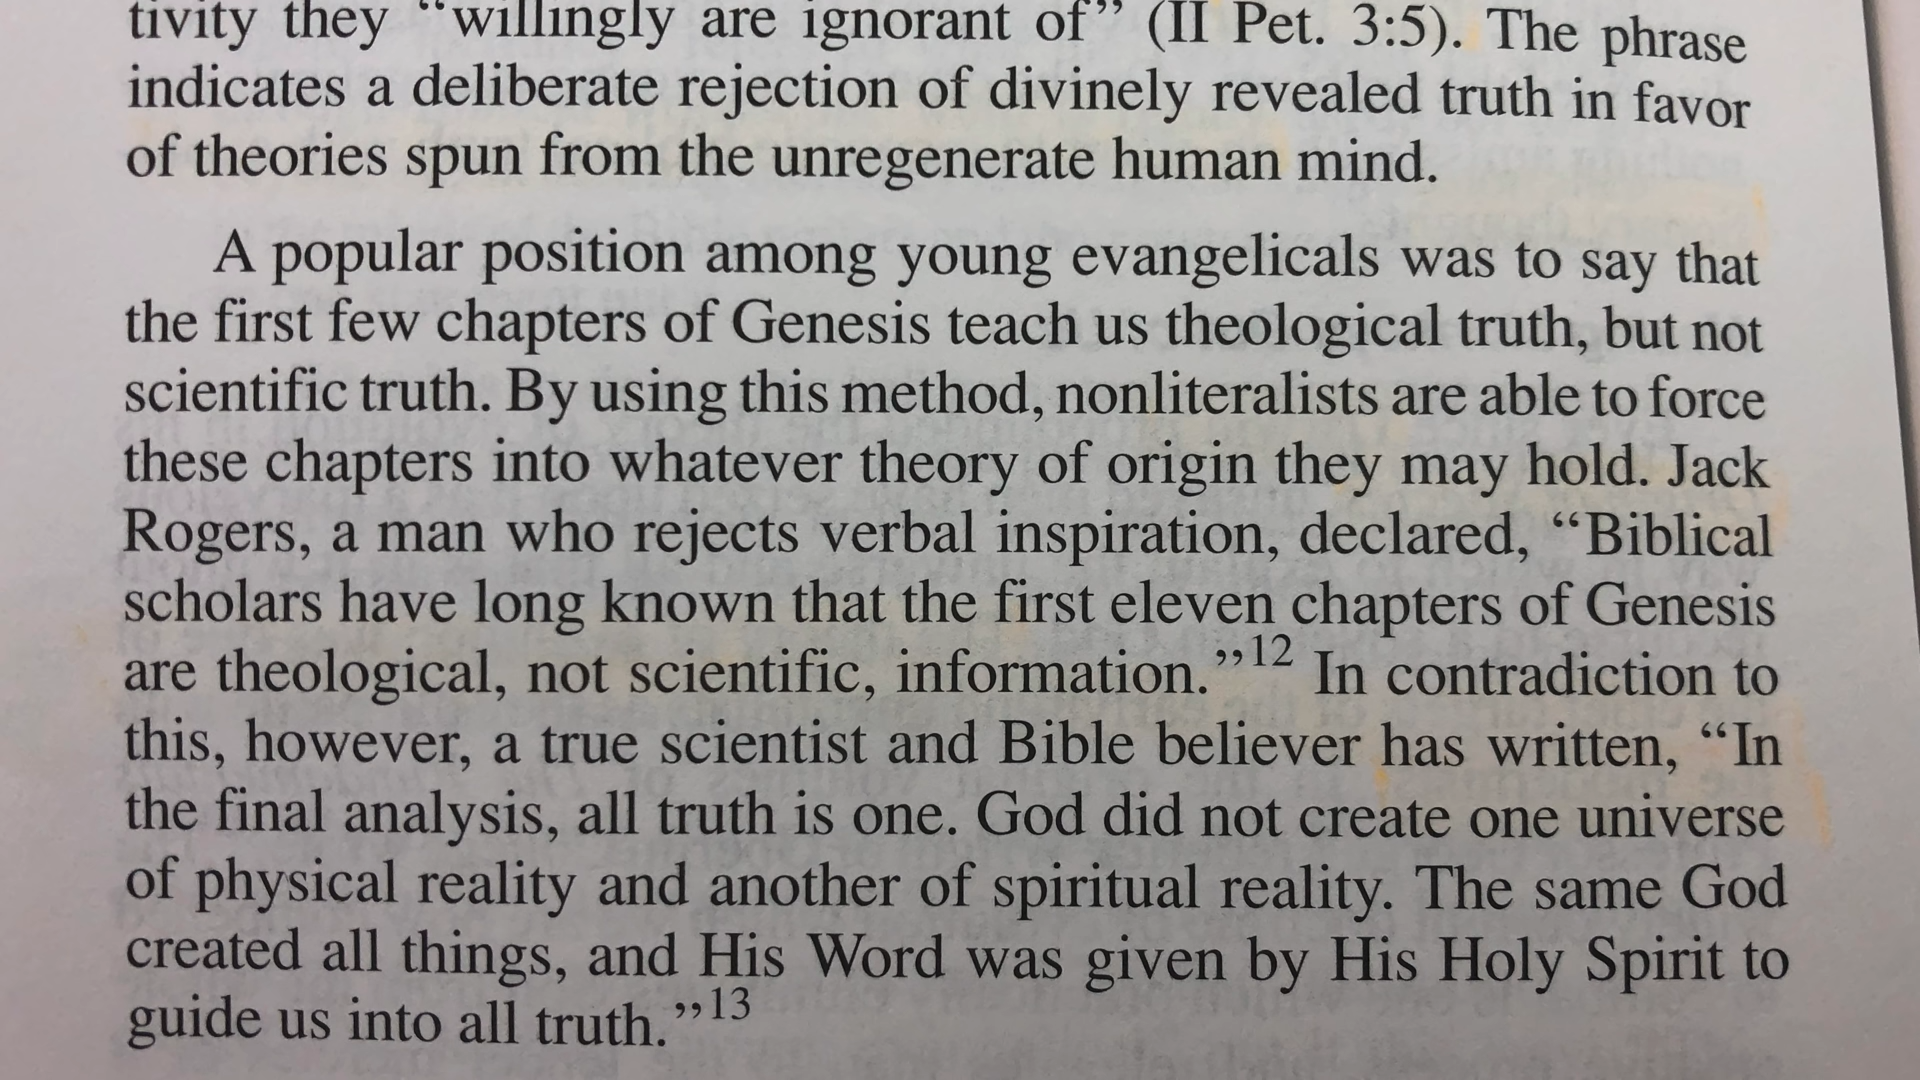 tivity they “willingly are ignorant of” (II Pet. 3:5). The phrase
indicates a deliberate rejection of divinely revealed truth in favor
of theories spun from the unregenerate human mind.
A popular position among young evangelicals was to say that
the first few chapters of Genesis teach us theological truth, but not
scientific truth. By using this method, nonliteralists are able to force
these chapters into whatever theory of origin they may hold. Jack
Rogers, a man who rejects verbal inspiration, declared, “Biblical
scholars have long known that the first eleven chapters of Genesis
are theological, not scientific, information.”12 In contradiction to
this, however, a true scientist and Bible believer has written, “In
the final analysis, all truth is one. God did not create one universe
of physical reality and another of spiritual reality. The same God
created all things, and His Word was given by His Holy Spirit to
guide us into all truth.”13